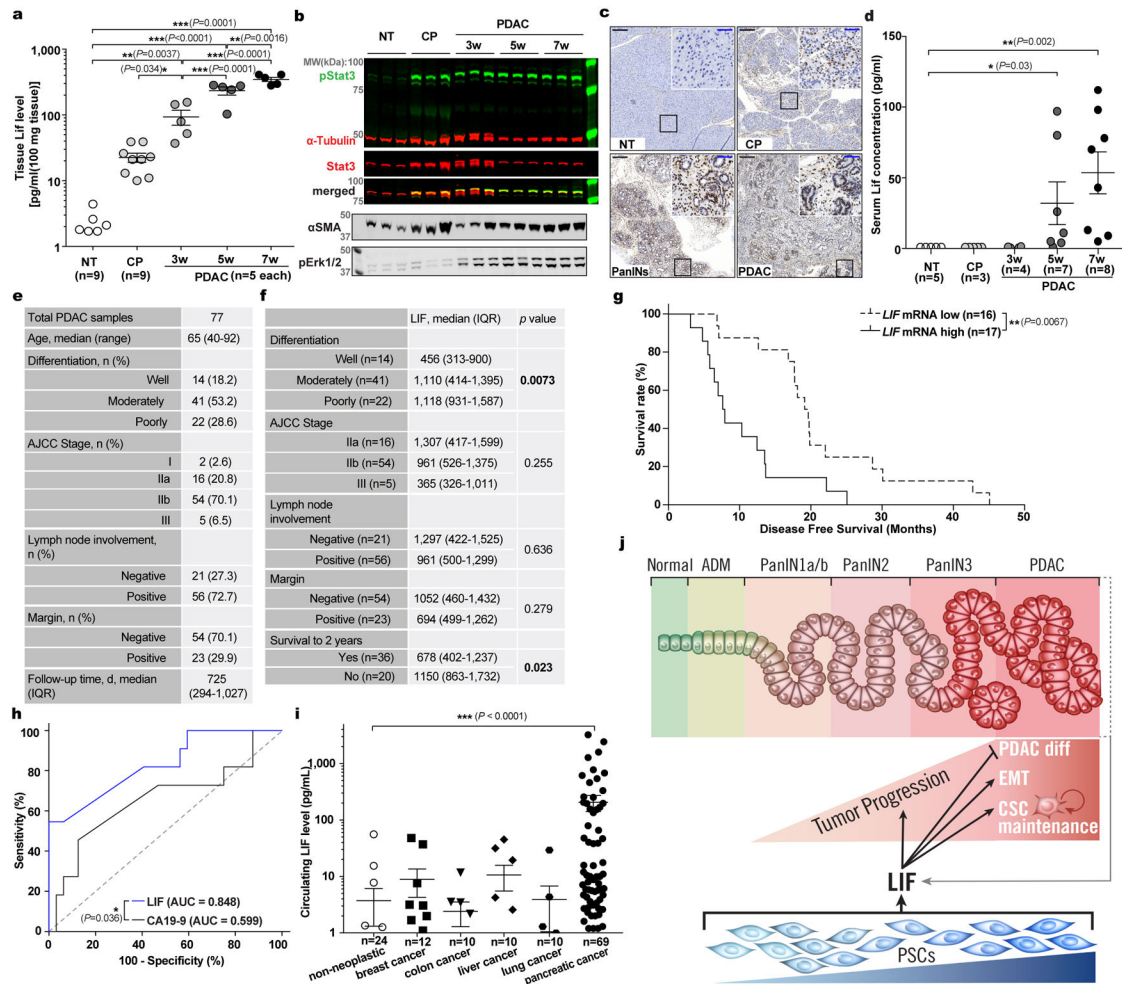 a
***(P=0.0001)
***(P<0.0001)
**(P=0.0016)
**(P=0.0037)
***(P<0.0001)
(P=0.034)*
***(P=0.0001)
Tissue Lif level
[pg/ml(100 mg tissue)]
1,000
100
10
1
NT
(n=9)
CP
(n=9)
3w
5w
7w
PDAC (n=5 each)
b
PDAC
NT
CP
3w
5w
7w
MW(kDa):100
pStat3
75
α-Tubulin
50
Stat3
100
75
merged
100
75
αSMA
50
37
pErk1/2
50
37
c
NT
CP
PanINs
PDAC
d
**(P=0.002)
* (P=0.03)
Serum Lif concentration (pg/ml)
150
100
50
0
NT
(n=5)
CP
(n=3)
3w
(n=4)
5w
(n=7)
7w
(n=8)
PDAC
e
Total PDAC samples 77
Age, median (range) 65 (40-92)
Differentiation, n (%)
Well 14 (18.2)
Moderately 41 (53.2)
Poorly 22 (28.6)
AJCC Stage, n (%)
I 2 (2.6)
IIa 16 (20.8)
IIb 54 (70.1)
III 5 (6.5)
Lymph node involvement,
n (%)
Negative 21 (27.3)
Positive 56 (72.7)
Margin, n (%)
Negative 54 (70.1)
Positive 23 (29.9)
Follow-up time, d, median
(IQR)
725
(294-1,027)
f
LIF, median (IQR) p value
Differentiation
Well (n=14) 456 (313-900)
Moderately (n=41) 1,110 (414-1,395) 0.0073
Poorly (n=22) 1,118 (931-1,587)
AJCC Stage
IIa (n=16) 1,307 (417-1,599)
IIb (n=54) 961 (526-1,375) 0.255
III (n=5) 365 (326-1,011)
Lymph node
involvement
Negative (n=21) 1,297 (422-1,525)
0.636
Positive (n=56) 961 (500-1,299)
Margin
Negative (n=54) 1052 (460-1,432)
0.279
Positive (n=23) 694 (499-1,262)
Survival to 2 years
Yes (n=36) 678 (402-1,237)
0.023
No (n=20) 1150 (863-1,732)
g
LIF mRNA low (n=16)
**(P=0.0067)
LIF mRNA high (n=17)
Survival rate (%)
100
80
60
40
20
0
0 10 20 30 40 50
Disease Free Survival (Months)
h
Sensitivity (%)
100
80
60
40
20
0
LIF (AUC = 0.848)
*
(P=0.036)
CA19-9 (AUC = 0.599)
0 20 40 60 80 100
100 - Specificity (%)
i
*** (P < 0.0001)
Circulating LIF level (pg/mL)
10,000
1,000
100
10
1
n=24
n=12
n=10
n=10
n=10
n=69
non-neoplastic
breast cancer
colon cancer
liver cancer
lung cancer
pancreatic cancer
j
Normal
ADM
PanIN1a/b
PanIN2
PanIN3
PDAC
PDAC diff
Tumor Progression
EMT
CSC
maintenance
LIF
PSCs